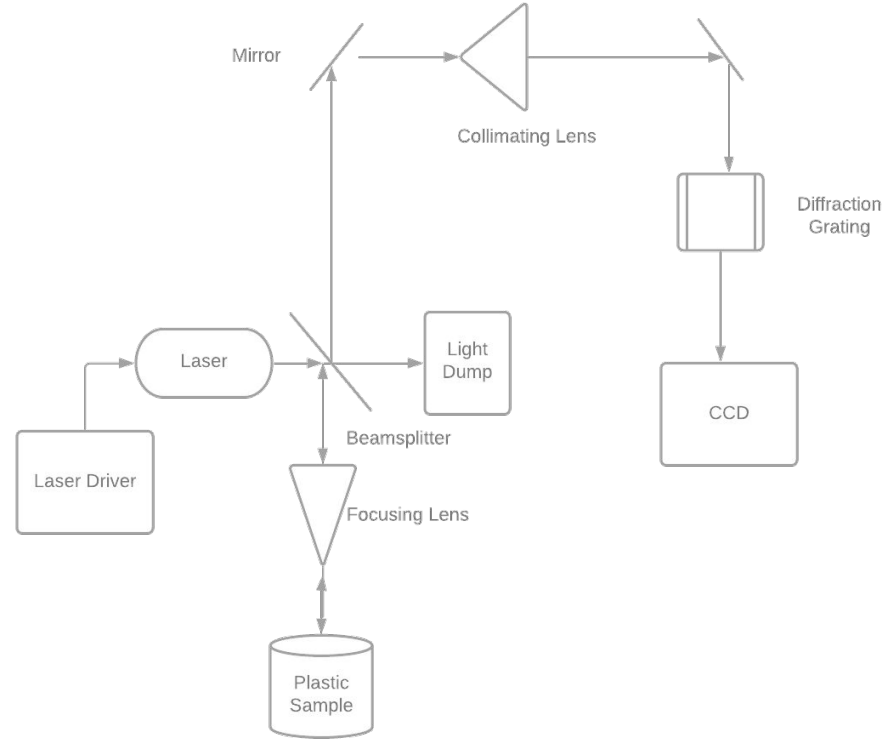 Mirror
Collimating Lens
Diffraction
Grating
Laser
Light
Dump
CCD
Beamsplitter
Laser Driver
Focusing Lens
Plastic
Sample